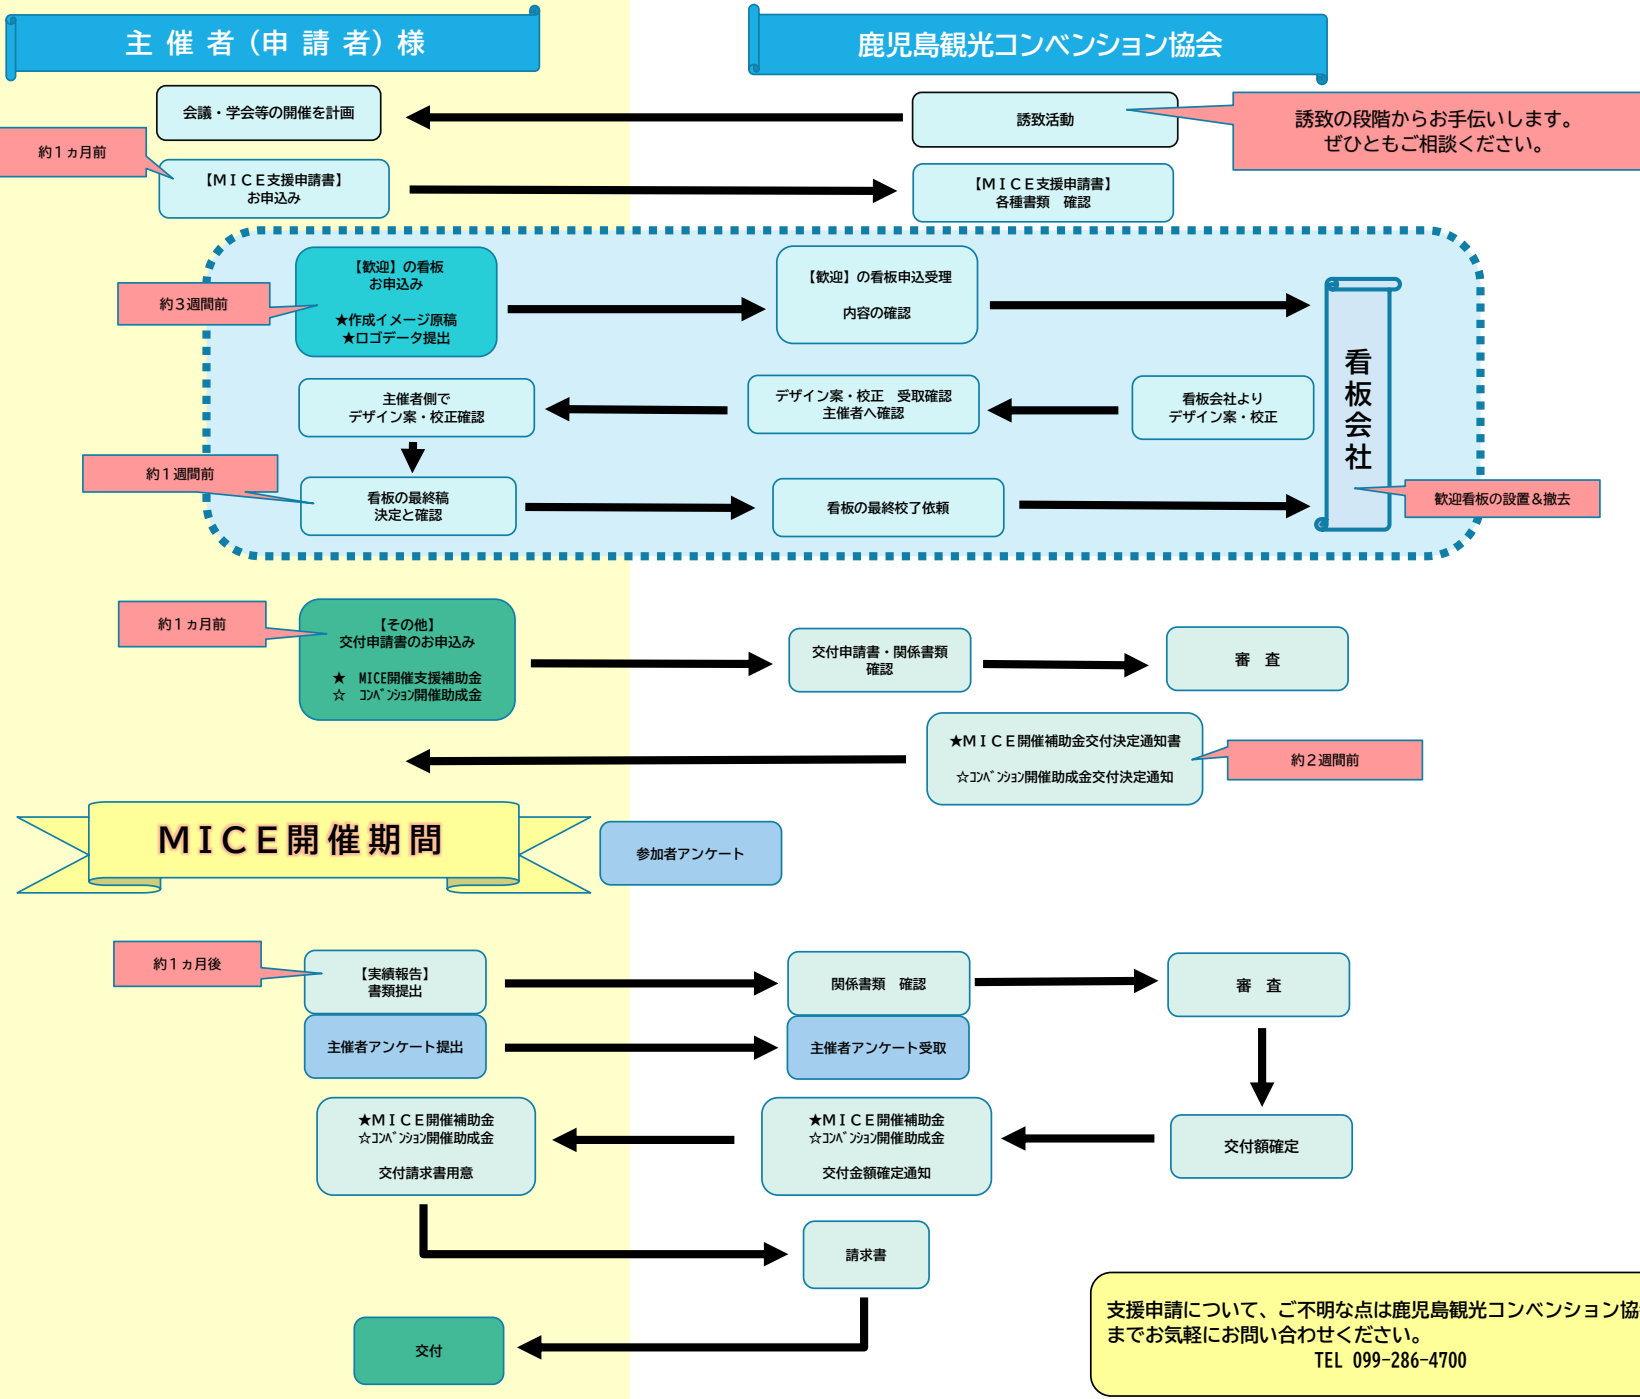 主 催 者（申 請 者）様
鹿児島観光コンベンション協会
会議・学会等の開催を計画
誘致活動
誘致の段階からお手伝いします。
ぜひともご相談ください。
約１ヵ月前
【ＭＩＣＥ支援申請書】
お申込み
【ＭＩＣＥ支援申請書】
各種書類　確認
約３週間前
【歓迎】の看板
お申込み
★作成イメージ原稿
★ロゴデータ提出
【歓迎】の看板申込受理
内容の確認
看板会社
主催者側で
デザイン案・校正確認
デザイン案・校正　受取確認
主催者へ確認
看板会社より
デザイン案・校正
約１週間前
看板の最終稿
決定と確認
看板の最終校了依頼
歓迎看板の設置＆撤去
約１ヵ月前
【その他】
交付申請書のお申込み
★　MICE開催支援補助金
☆　ｺﾝﾍﾞﾝｼｮﾝ開催助成金
交付申請書・関係書類
確認
審　査
★ＭＩＣＥ開催補助金交付決定通知書
☆ｺﾝﾍﾞﾝｼｮﾝ開催助成金交付決定通知
約２週間前
ＭＩＣＥ開催期間
参加者アンケート
約１ヵ月後
【実績報告】
書類提出
関係書類　確認
審　査
主催者アンケート提出
主催者アンケート受取
★ＭＩＣＥ開催補助金
☆ｺﾝﾍﾞﾝｼｮﾝ開催助成金
交付請求書用意
★ＭＩＣＥ開催補助金
☆ｺﾝﾍﾞﾝｼｮﾝ開催助成金
交付金額確定通知
交付額確定
請求書
交付
支援申請について、ご不明な点は鹿児島観光コンベンション協
までお気軽にお問い合わせください。
TEL 099-286-4700